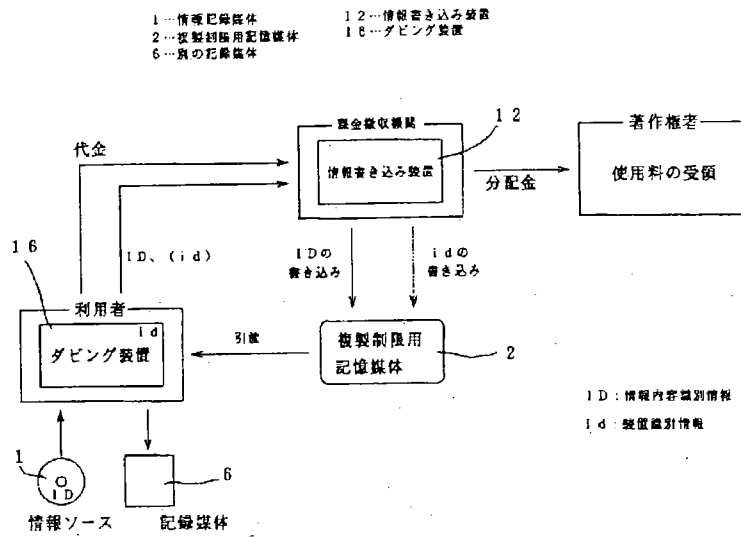 1…情報記録媒体
2…複製制限用記憶媒体
6…別の記録媒体
12…情報書き込み装置
16…ダビング装置
課金徴収機関
12
情報書き込み装置
著作権者
使用料の受領
代金
分配金
ID、(id)
IDの
書き込み
idの
書き込み
16
利用者
id
ダビング装置
引渡
複製制限用
記憶媒体
2
ID：情報内容識別情報
id：装置識別情報
1
ID
6
情報ソース
記録媒体